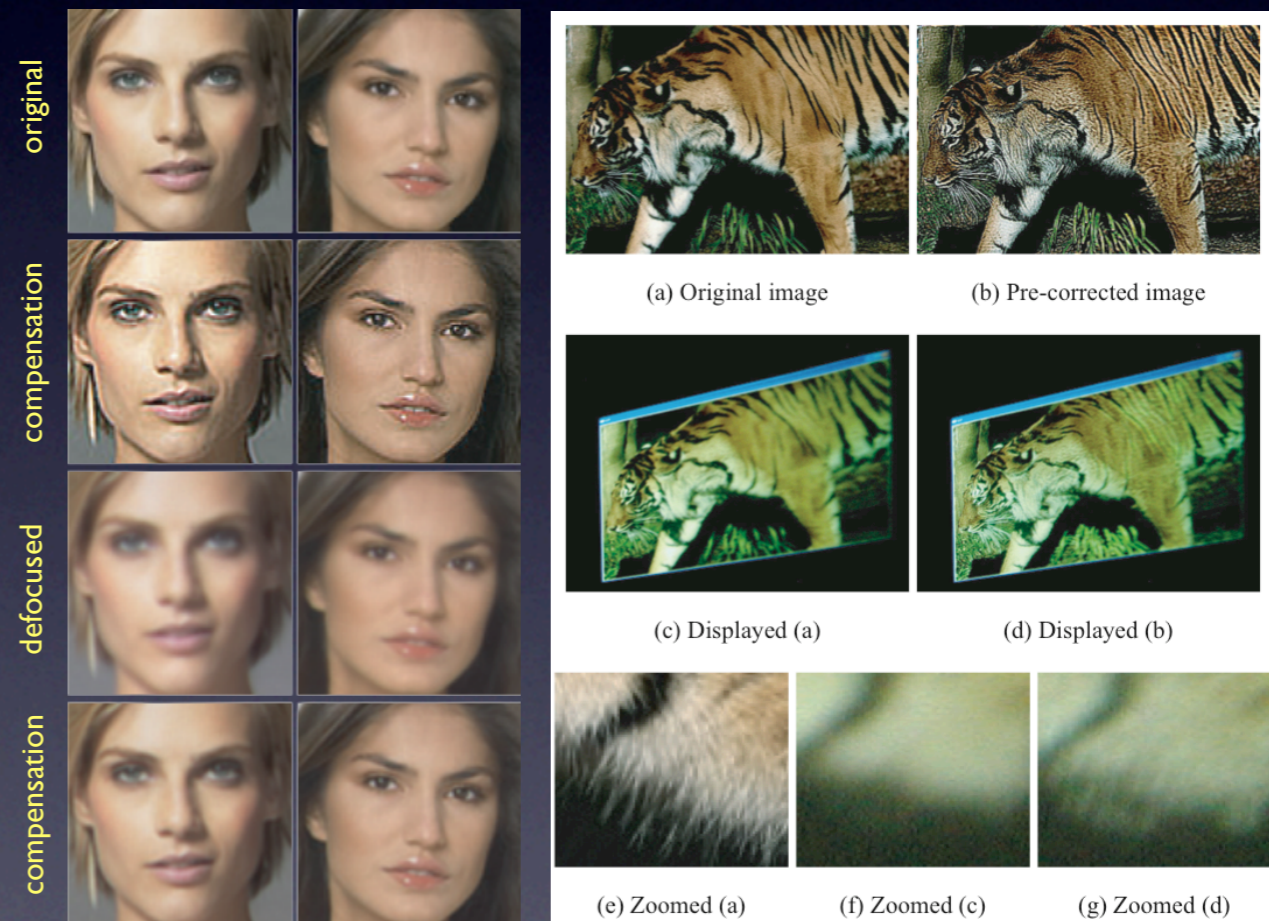 original
compensation
defocused
compensation
(a) Original image
(b) Pre-corrected image
(c) Displayed (a)
(d) Displayed (b)
(e) Zoomed (a)
(f) Zoomed (c)
(g) Zoomed (d)